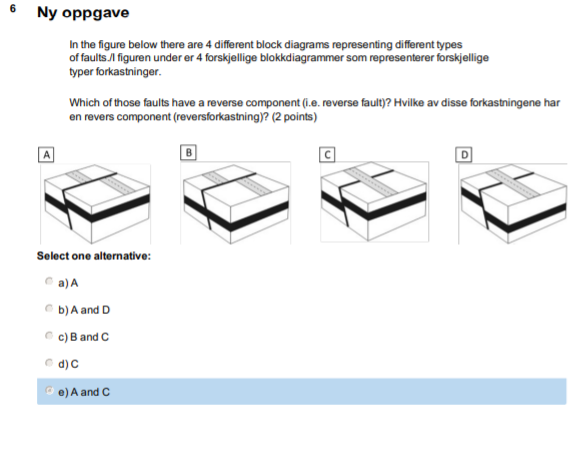 6 Ny oppgave
In the figure below there are 4 different block diagrams representing different types
of faults./I figuren under er 4 forskjellige blokkdiagrammer som representerer forskjellige
typer forkastninger.
Which of those faults have a reverse component (i.e. reverse fault)? Hvilke av disse forkastningene har
en revers component (reversforkastning)? (2 points)
A B C D
Select one alternative:
a) A
b) A and D
c) B and C
d) C
e) A and C